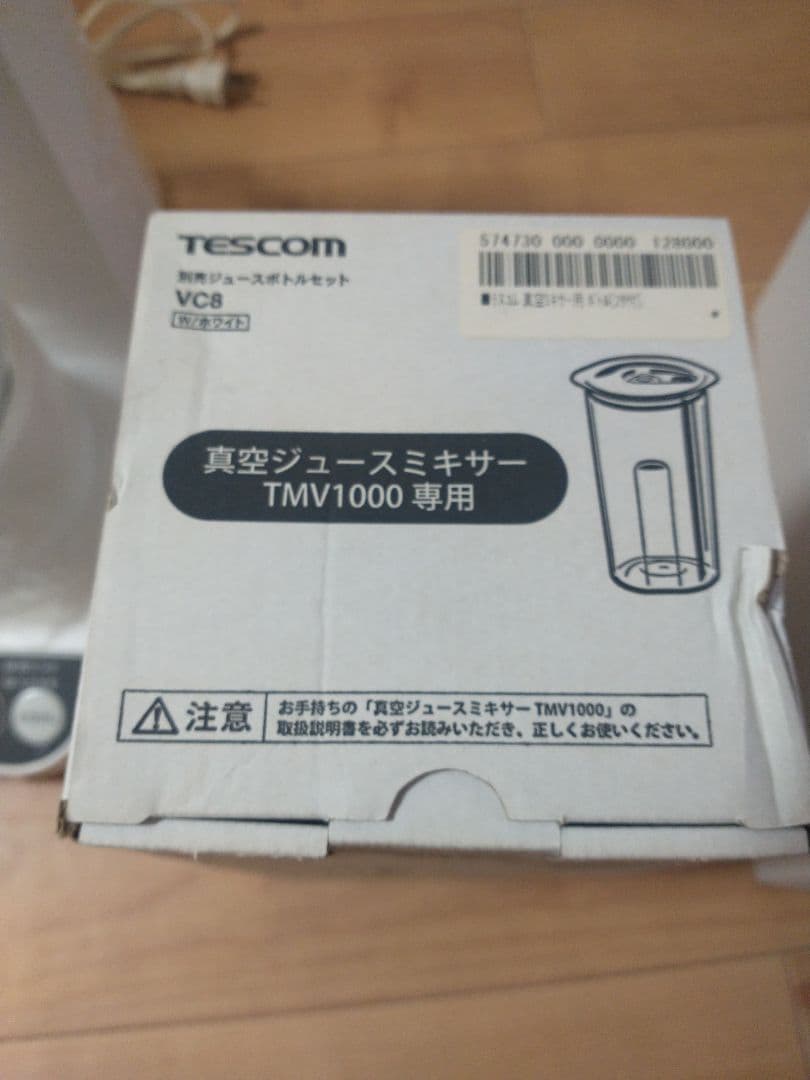 TESCOM
別売ジュースボトルセット
VC8
W/ホワイト
574730 000 0000 128000
真空ジュースミキサー
TMV1000 専用
注意
お手持ちの「真空ジュースミキサー TMV1000」の
取扱説明書を必ずお読みいただき、正しくお使いください。